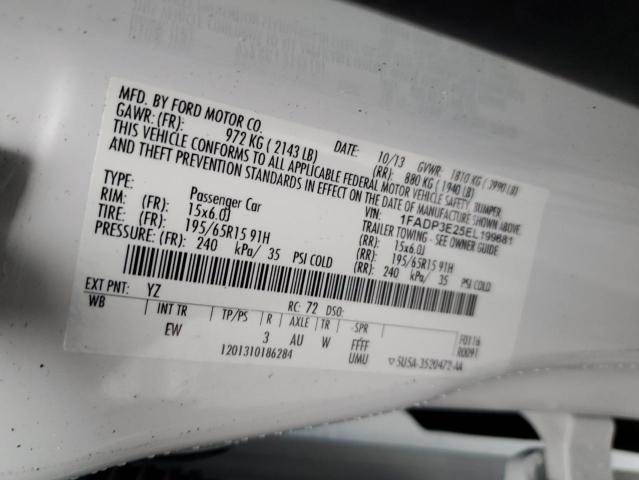 MFD. BY FORD MOTOR CO.
DATE: 10/13 GVWR: 1810 KG ( 3990 LB)
GAWR: (FR): 972 KG ( 2143 LB) (RR): 880 KG ( 1940 LB)
THIS VEHICLE CONFORMS TO ALL APPLICABLE FEDERAL MOTOR VEHICLE SAFETY, BUMPER
AND THEFT PREVENTION STANDARDS IN EFFECT ON THE DATE OF MANUFACTURE SHOWN ABOVE.
VIN: 1FADP3E25EL199881
TYPE: Passenger Car TRAILER TOWING - SEE OWNER GUIDE
RIM: (FR): 15x6.0J (RR): 15x6.0J
TIRE: (FR): 195/65R15 91H (RR): 195/65R15 91H
PRESSURE: (FR): 240 kPa/ 35 PSI COLD (RR): 240 kPa/ 35 PSI COLD
EXT PNT: YZ RC: 72 DSO:
WB INT TR TP/PS R AXLE TR SPR
EW 3 AU W FFFF
UMU
F0116
R0091
1201310186284
▽ 5U5A-3520472-AA